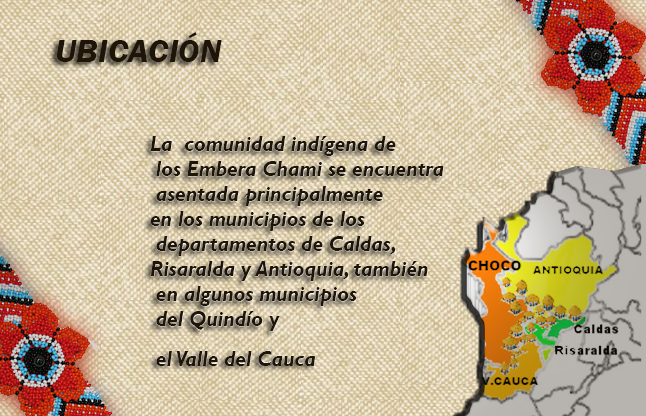 UBICACIÓN
La comunidad indígena de
los Embera Chami se encuentra
asentada principalmente
en los municipios de los
departamentos de Caldas,
Risaralda y Antioquia, también
en algunos municipios
del Quindío y
el Valle del Cauca
CHOCO
ANTIOQUIA
Caldas
Risaralda
V.CAUCA